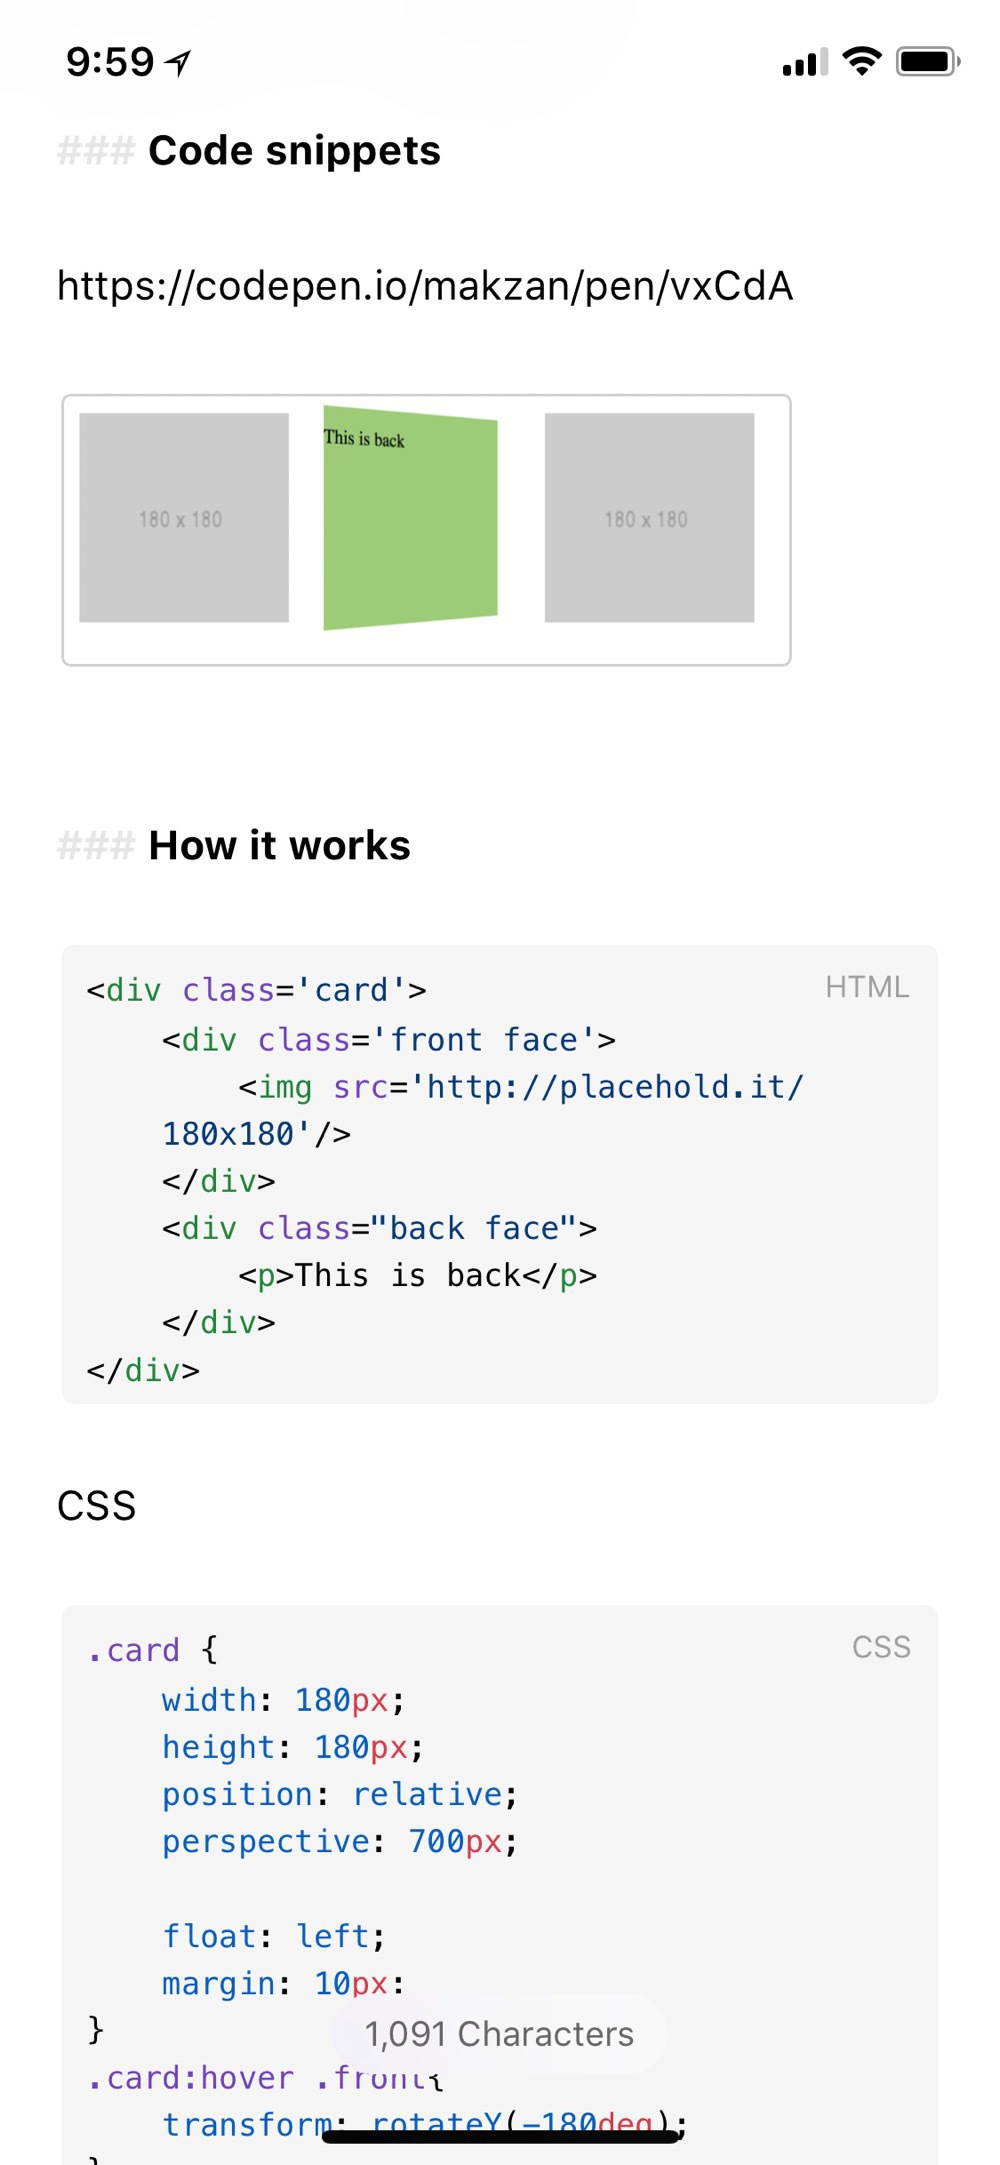 9:59
### Code snippets
https://codepen.io/makzan/pen/vxCdA
180 x 180
This is back
180 x 180
### How it works
HTML
<div class='card'>
    <div class='front face'>
        <img src='http://placehold.it/
    180x180'/>
    </div>
    <div class="back face">
        <p>This is back</p>
    </div>
</div>
CSS
CSS
.card {
    width: 180px;
    height: 180px;
    position: relative;
    perspective: 700px;

    float: left;
    margin: 10px;
}
1,091 Characters
.card:hover .front{
    transform: rotateY(-180deg);
}